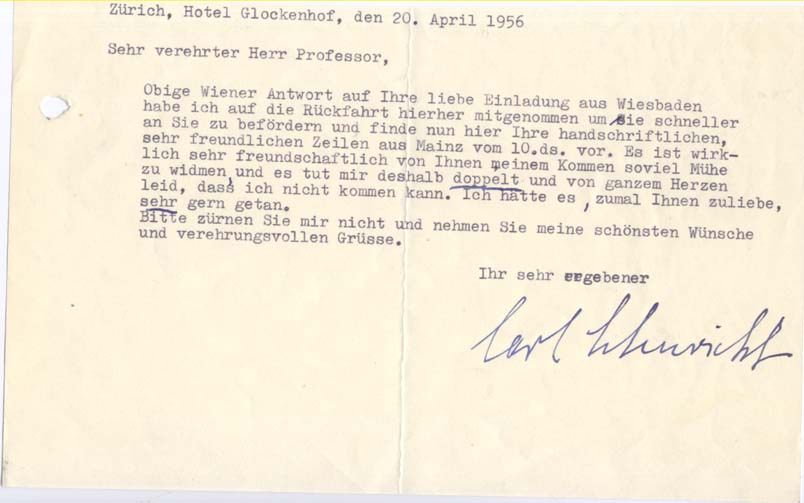 Zürich, Hotel Glockenhof, den 20. April 1956
Sehr verehrter Herr Professor,
Obige Wiener Antwort auf Ihre liebe Einladung aus Wiesbaden
habe ich auf die Rückfahrt hierher mitgenommen um Sie schneller
an Sie zu befördern und finde nun hier Ihre handschriftlichen,
sehr freundlichen Zeilen aus Mainz vom 10.ds. vor. Es ist wirk-
lich sehr freundschaftlich von Ihnen meinem Kommen soviel Mühe
zu widmen, und es tut mir deshalb doppelt und von ganzem Herzen
leid, dass ich nicht kommen kann. Ich hätte es, zumal Ihnen zuliebe,
sehr gern getan.
Bitte zürnen Sie mir nicht und nehmen Sie meine schönsten Wünsche
und verehrungsvollen Grüsse.
Ihr sehr ergebener
Carl Schuricht